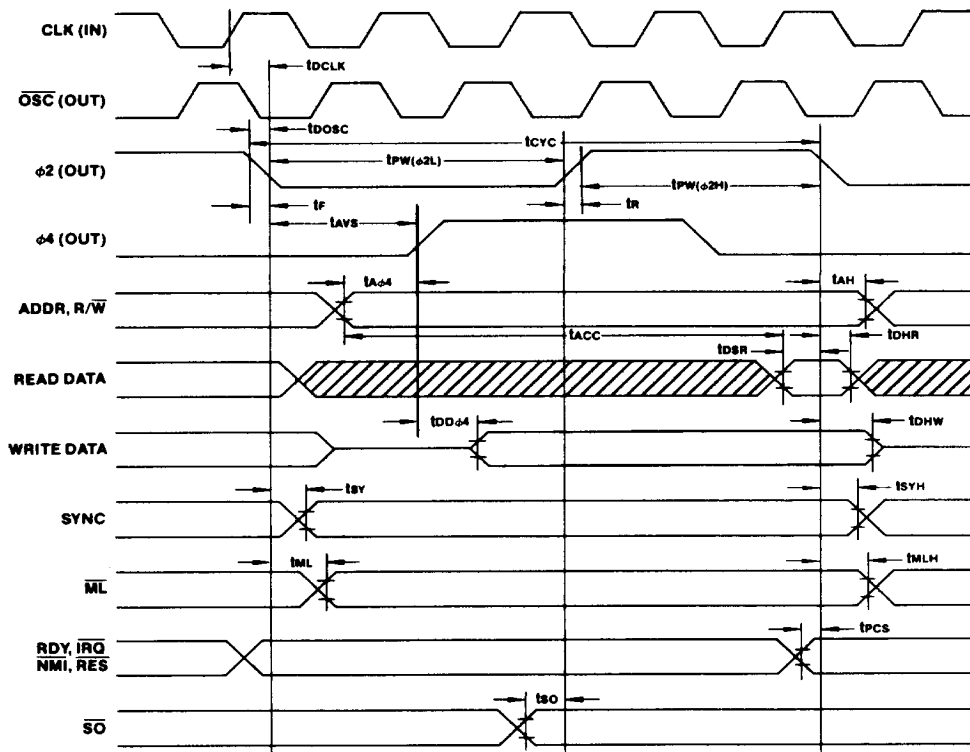 CLK (IN)
tDCLK
OSC (OUT)
tDOSC
tCYC
ϕ2 (OUT)
tPW(ϕ2L)
tPW(ϕ2H)
tF
tR
tAVS
ϕ4 (OUT)
tAϕ4
tAH
ADDR, R/W
tACC
tDHR
tDSR
READ DATA
tDDϕ4
tDHW
WRITE DATA
tSY
tSYH
SYNC
tML
tMLH
ML
tPCS
RDY, IRQ
NMI, RES
tSO
SO